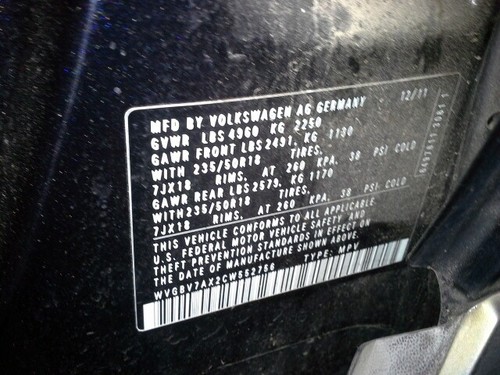 MFD BY VOLKSWAGEN AG GERMANY 12/11
GVWR LBS 4960 KG 2250
GAWR FRONT LBS 2491, KG 1130
WITH 235/50R18 TIRES,
7JX18 RIMS, AT 260 KPA, 38 PSI COLD
GAWR REAR LBS 2579, KG 1170
WITH 235/50R18 TIRES,
7JX18 RIMS, AT 260 KPA, 38 PSI COLD
THIS VEHICLE CONFORMS TO ALL APPLICABLE
U.S. FEDERAL MOTOR VEHICLE SAFETY AND
THEFT PREVENTION STANDARDS IN EFFECT ON
THE DATE OF MANUFACTURE SHOWN ABOVE.
WVGBV7AX2CW552756 TYPE: MPV